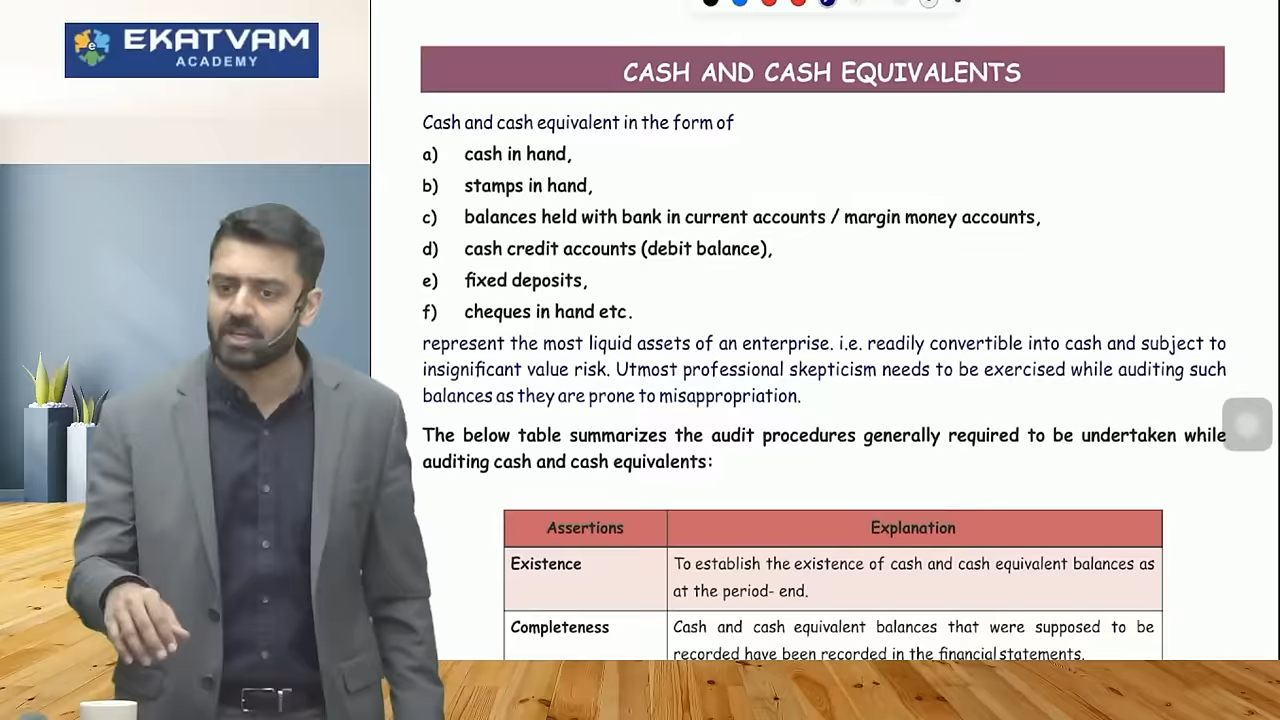 EKATVAM
ACADEMY
CASH AND CASH EQUIVALENTS
Cash and cash equivalent in the form of
a) cash in hand,
b) stamps in hand,
c) balances held with bank in current accounts / margin money accounts,
d) cash credit accounts (debit balance),
e) fixed deposits,
f) cheques in hand etc.
represent the most liquid assets of an enterprise. i.e. readily convertible into cash and subject to
insignificant value risk. Utmost professional skepticism needs to be exercised while auditing such
balances as they are prone to misappropriation.
The below table summarizes the audit procedures generally required to be undertaken while
auditing cash and cash equivalents:
Assertions Explanation
Existence To establish the existence of cash and cash equivalent balances as
at the period- end.
Completeness Cash and cash equivalent balances that were supposed to be
recorded have been recorded in the financial statements.